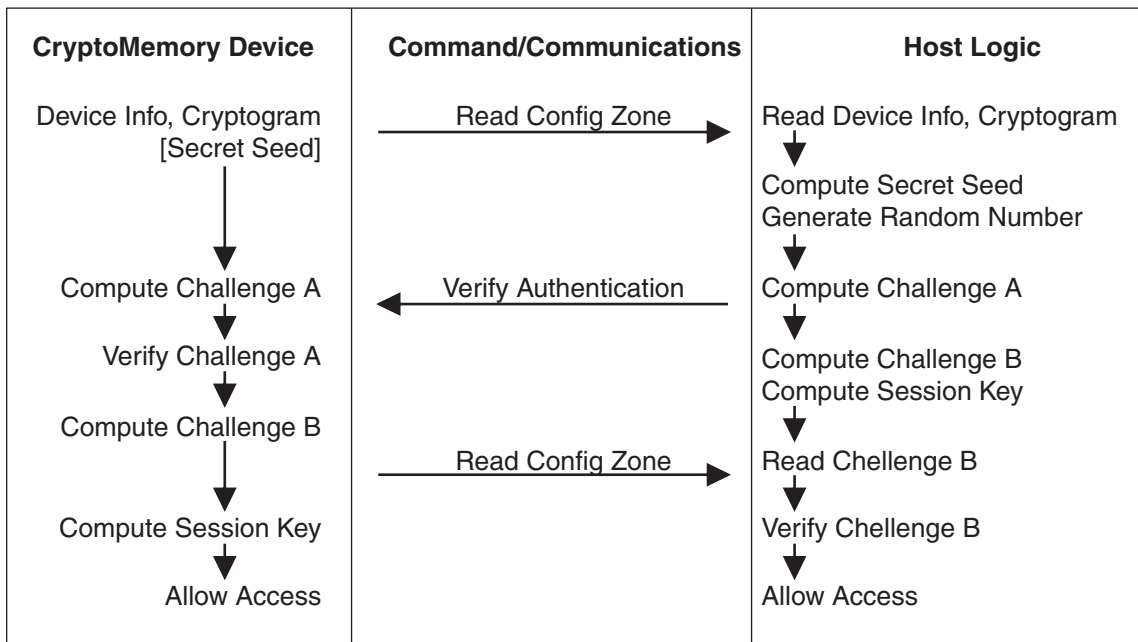 CryptoMemory Device
Command/Communications
Host Logic
Device Info, Cryptogram
[Secret Seed]
Read Config Zone
Read Device Info, Cryptogram
Compute Secret Seed
Generate Random Number
Compute Challenge A
Verify Authentication
Compute Challenge A
Verify Challenge A
Compute Challenge B
Compute Session Key
Compute Challenge B
Read Config Zone
Read Chellenge B
Compute Session Key
Verify Chellenge B
Allow Access
Allow Access